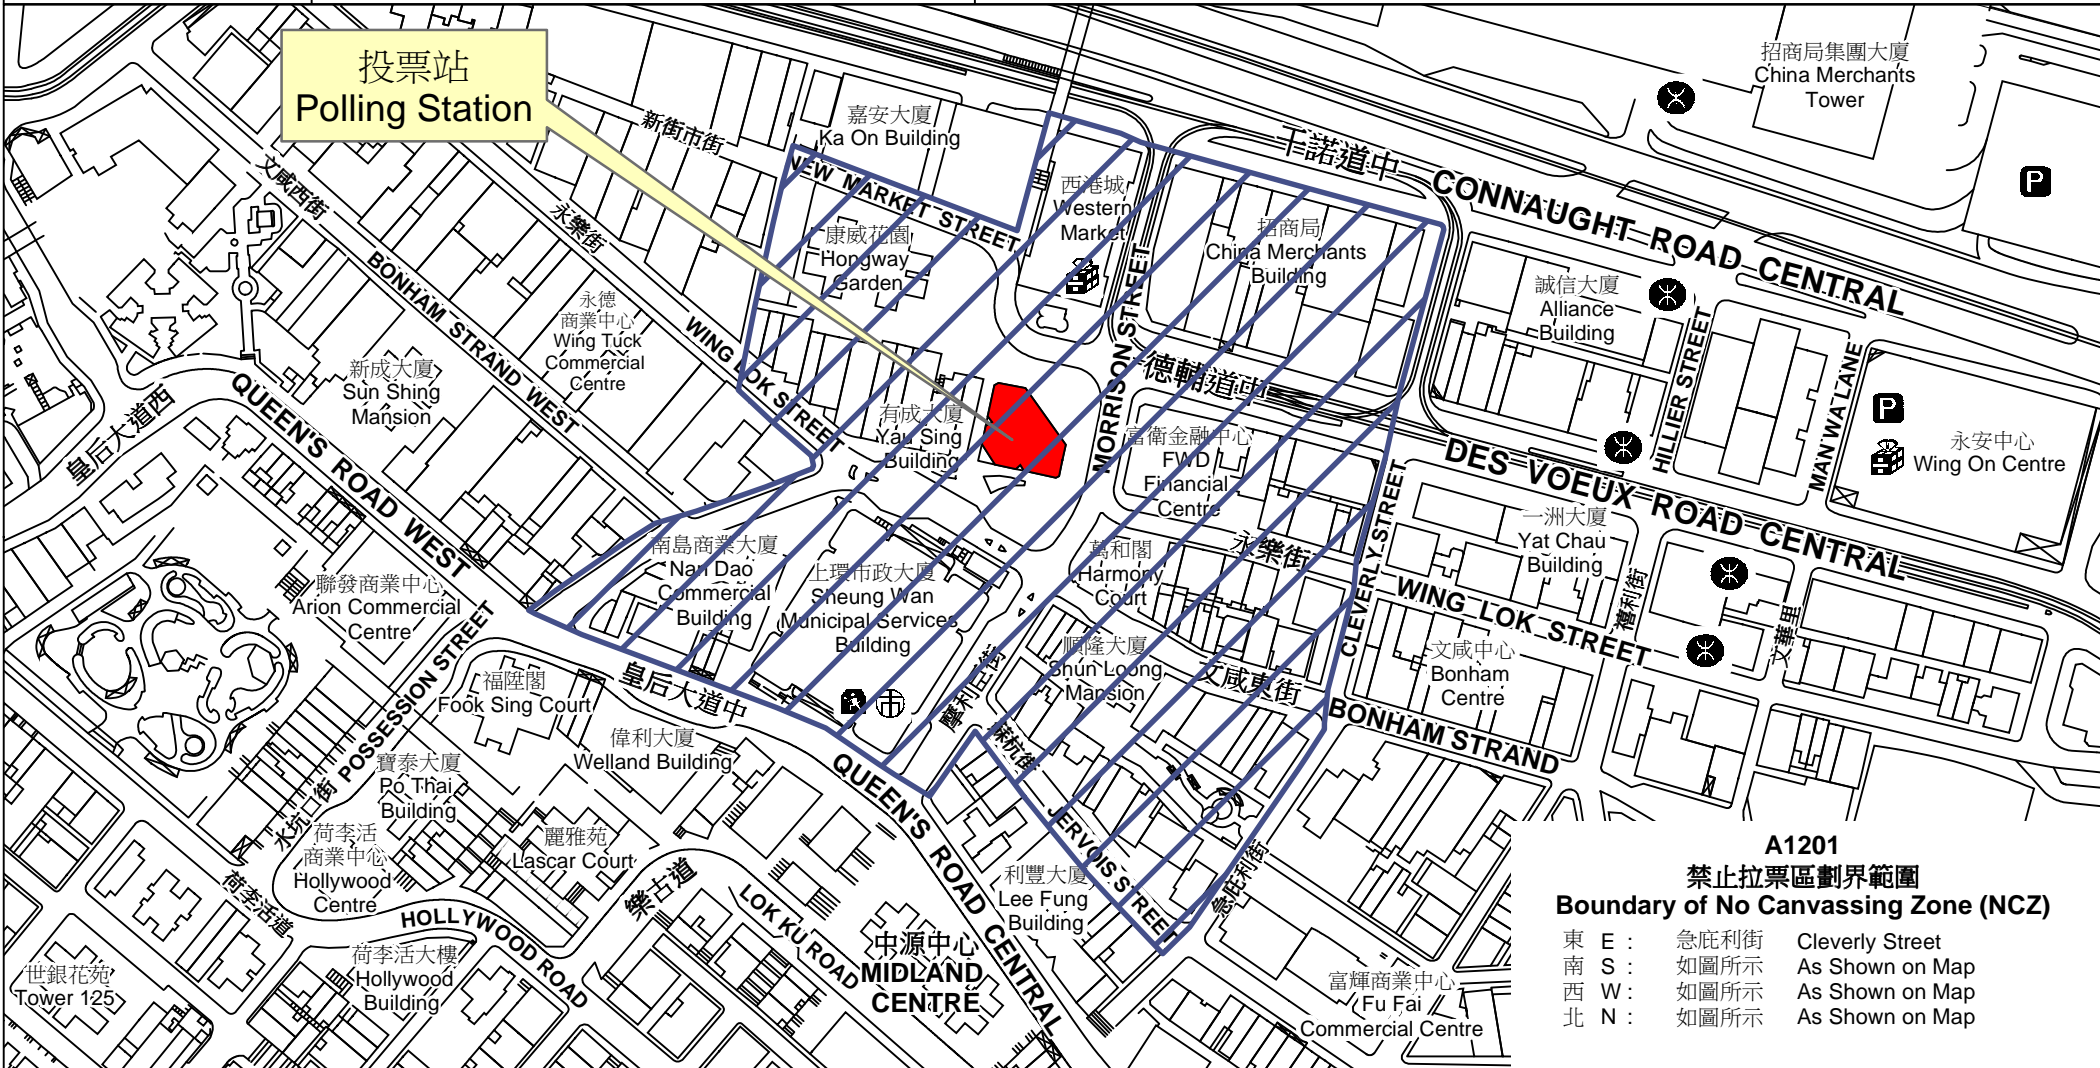 投票站
Polling Station
新街市街
嘉安大廈
Ka On Building
NEW MARKET STREET
康威花園
Hongway
Garden
西港城
Western
Market
招商局
China Merchants
Building
干諾道中
CONNAUGHT ROAD CENTRAL
招商局集團大廈
China Merchants
Tower
P
文咸西街
BONHAM STRAND WEST
永樂街
WING LOK STREET
永德
商業中心
Wing Tuck
Commercial
Centre
新成大廈
Sun Shing
Mansion
皇后大道西
QUEEN'S ROAD WEST
有成大廈
Yau Sing
Building
MORRISON STREET
德輔道中
DES VOEUX ROAD CENTRAL
富衛金融中心
FWD
Financial
Centre
誠信大廈
Alliance
Building
HILLIER STREET
MAN WA LANE
P
永安中心
Wing On Centre
一洲大廈
Yat Chau
Building
永樂街
WING LOK STREET
CLEVERLY STREET
禧利街
文華里
文咸中心
Bonham
Centre
南島商業大廈
Nan Dao
Commercial
Building
上環市政大廈
Sheung Wan
Municipal Services
Building
萬和閣
Harmony
Court
順隆大廈
Shun Loong
Mansion
文咸東街
BONHAM STRAND
摩利臣街
蘇杭街
JERVOIS STREET
急庇利街
聯發商業中心
Arion Commercial
Centre
水坑口街
POSSESSION STREET
福陞閣
Fook Sing Court
皇后大道中
QUEEN'S ROAD CENTRAL
偉利大廈
Welland Building
寶泰大廈
Po Thai
Building
荷李活
商業中心
Hollywood
Centre
麗雅苑
Lascar Court
荷李活道
HOLLYWOOD ROAD
樂古道
LOK KU ROAD
荷李活大樓
Hollywood
Building
世銀花苑
Tower 125
中源中心
MIDLAND
CENTRE
利豐大廈
Lee Fung
Building
富輝商業中心
Fu Fai
Commercial Centre
A1201
禁止拉票區劃界範圍
Boundary of No Canvassing Zone (NCZ)
東 E : 急庇利街 Cleverly Street
南 S : 如圖所示 As Shown on Map
西 W : 如圖所示 As Shown on Map
北 N : 如圖所示 As Shown on Map